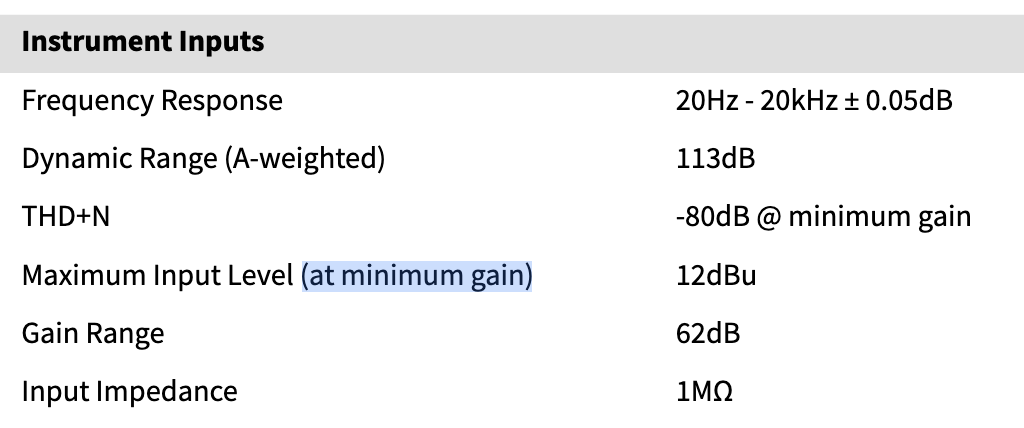 Instrument Inputs
Frequency Response 20Hz - 20kHz ± 0.05dB
Dynamic Range (A-weighted) 113dB
THD+N -80dB @ minimum gain
Maximum Input Level (at minimum gain) 12dBu
Gain Range 62dB
Input Impedance 1MΩ